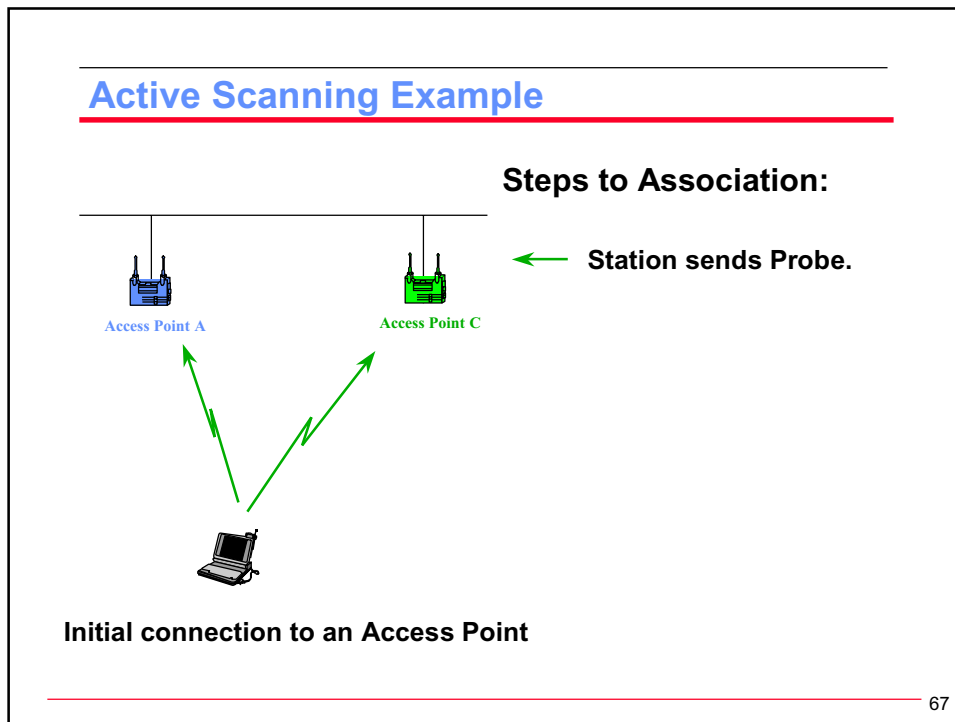 Active Scanning Example
Steps to Association:
Station sends Probe.
Access Point A
Access Point C
Initial connection to an Access Point
67